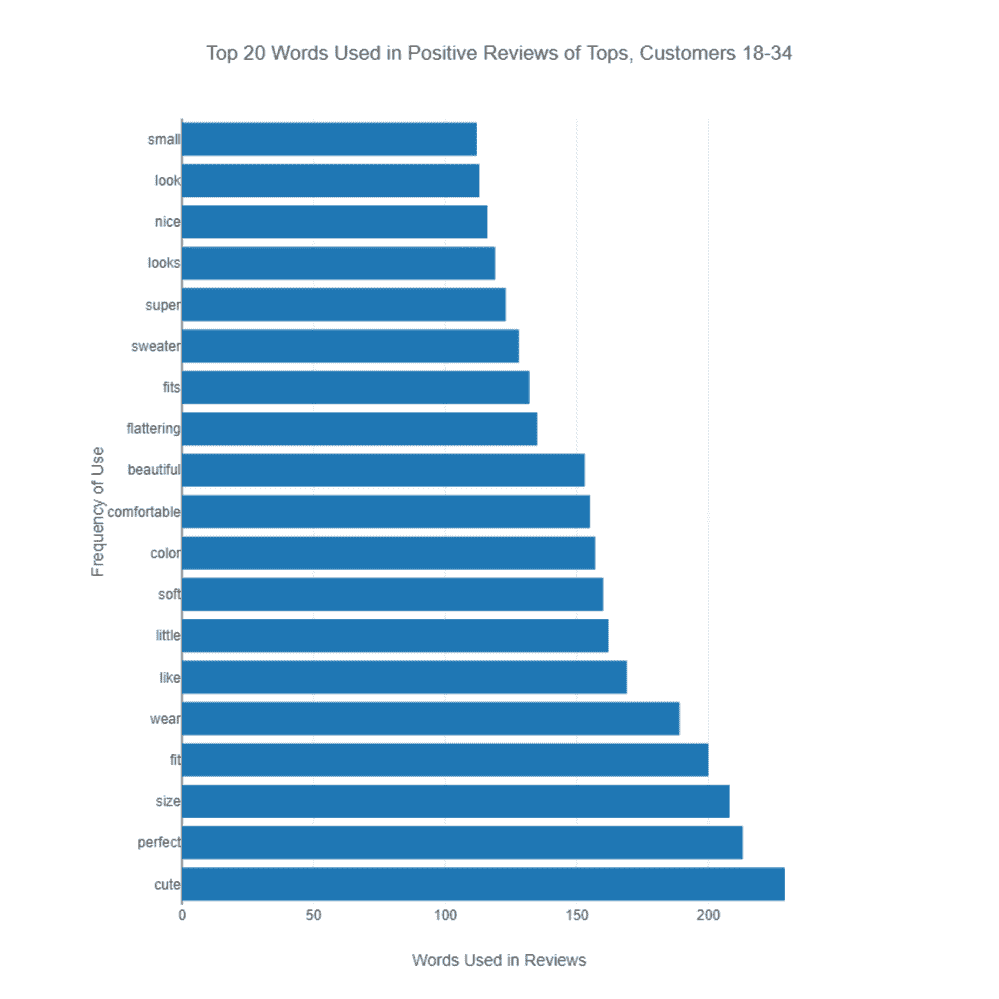 Top 20 Words Used in Positive Reviews of Tops, Customers 18-34
small
look
nice
looks
super
sweater
fits
flattering
beautiful
comfortable
color
soft
little
like
wear
fit
size
perfect
cute
Frequency of Use
0 50 100 150 200
Words Used in Reviews